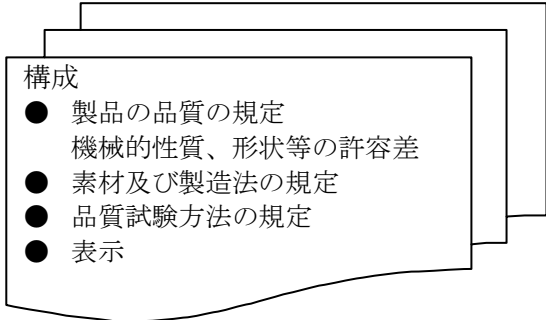 構成
● 製品の品質の規定
機械的性質、形状等の許容差
● 素材及び製造法の規定
● 品質試験方法の規定
● 表示